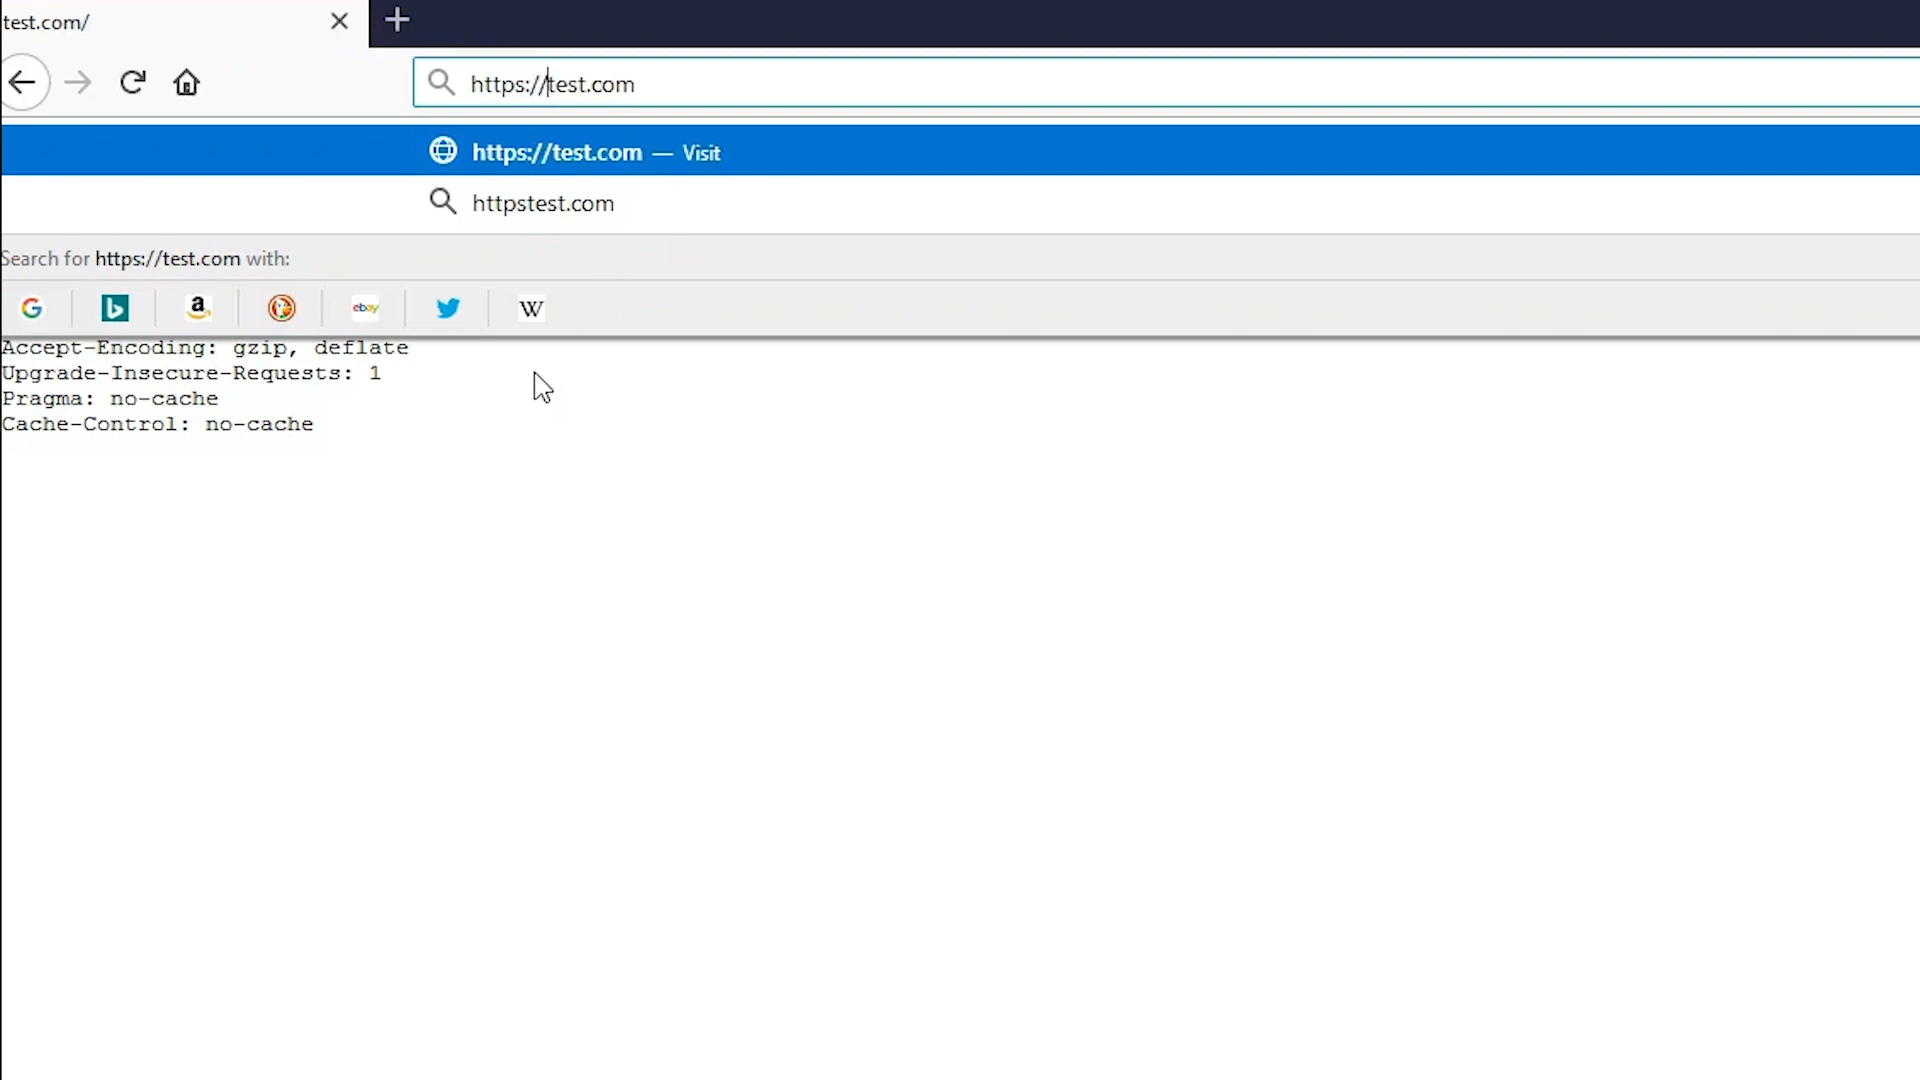 test.com/
https://test.com
https://test.com — Visit
httpstest.com
Search for https://test.com with:
G b a ebay W
Accept-Encoding: gzip, deflate
Upgrade-Insecure-Requests: 1
Pragma: no-cache
Cache-Control: no-cache